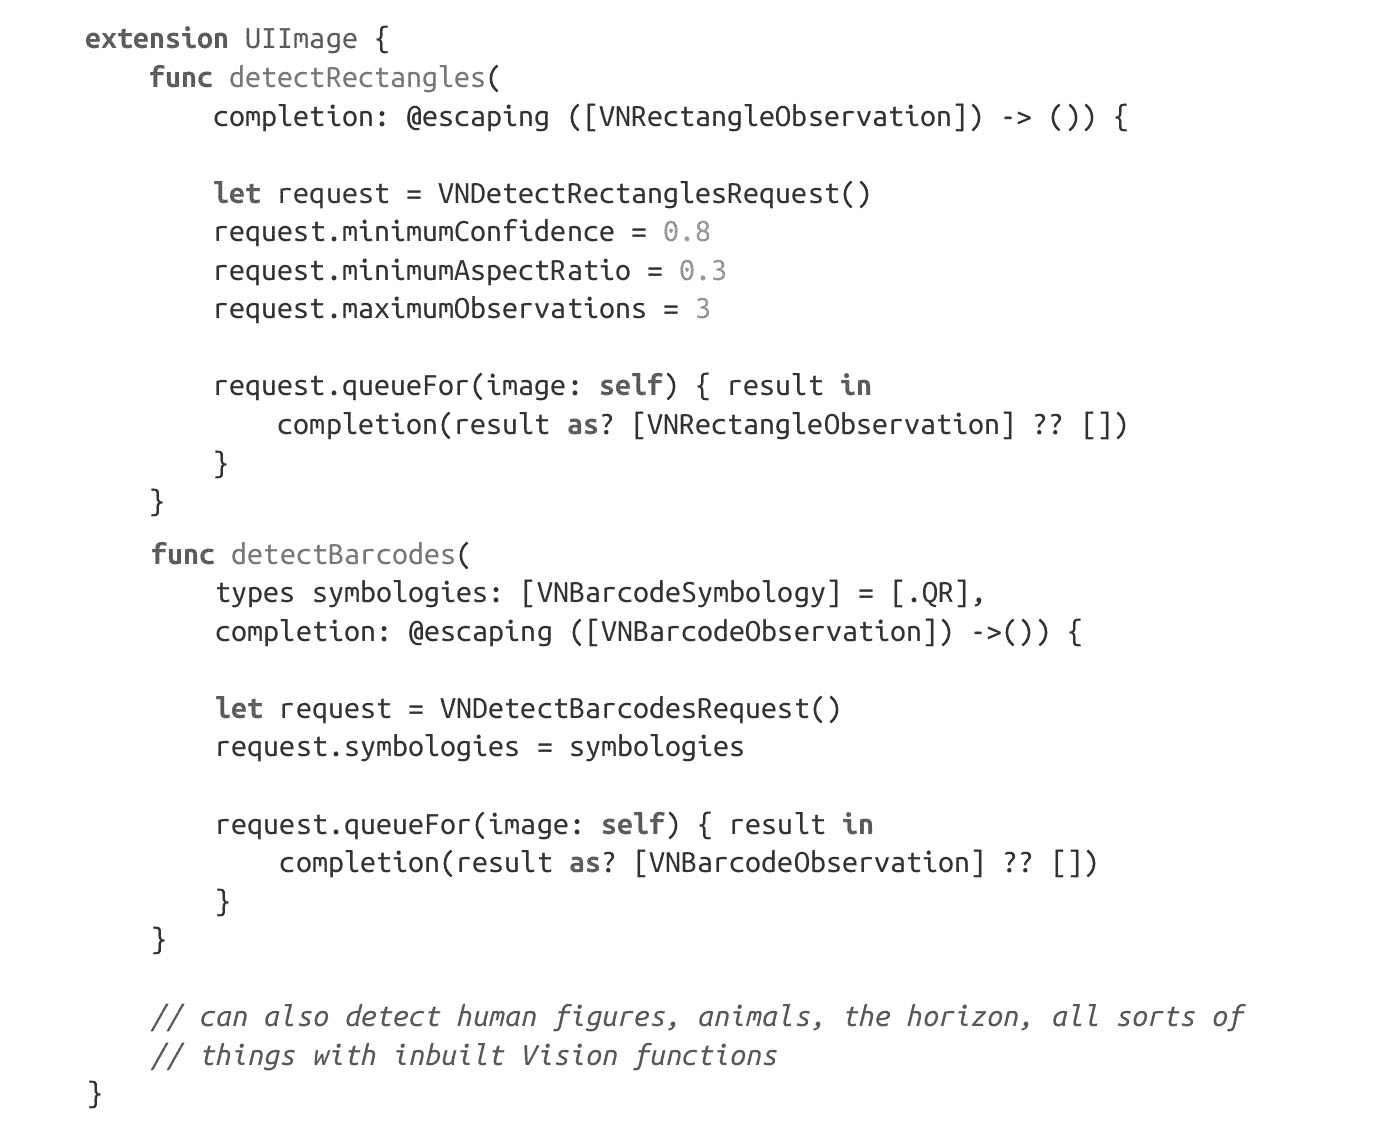 extension UIImage {
    func detectRectangles(
        completion: @escaping ([VNRectangleObservation]) -> ()) {

        let request = VNDetectRectanglesRequest()
        request.minimumConfidence = 0.8
        request.minimumAspectRatio = 0.3
        request.maximumObservations = 3

        request.queueFor(image: self) { result in
            completion(result as? [VNRectangleObservation] ?? [])
        }
    }
    func detectBarcodes(
        types symbologies: [VNBarcodeSymbology] = [.QR],
        completion: @escaping ([VNBarcodeObservation]) ->()) {

        let request = VNDetectBarcodesRequest()
        request.symbologies = symbologies

        request.queueFor(image: self) { result in
            completion(result as? [VNBarcodeObservation] ?? [])
        }
    }

    // can also detect human figures, animals, the horizon, all sorts of
    // things with inbuilt Vision functions
}